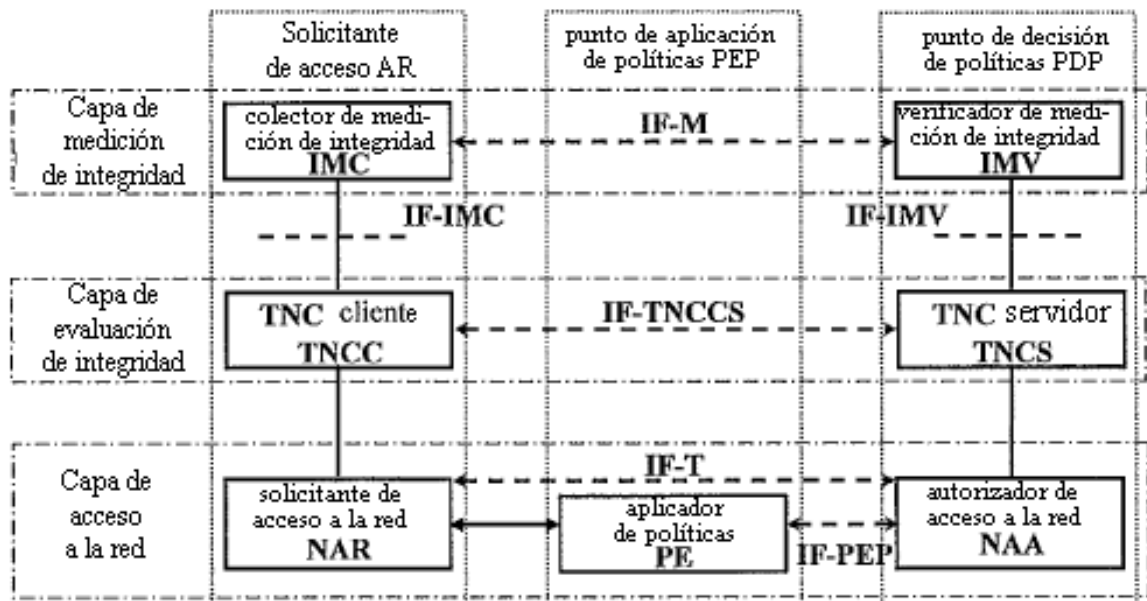 Solicitante
de acceso AR
punto de aplicación
de políticas PEP
punto de decisión
de políticas PDP
Capa de
medición
de integridad
colector de medi-
ción de integridad
IMC
IF-M
verificador de medi-
ción de integridad
IMV
IF-IMC
IF-IMV
Capa de
evaluación
de integridad
TNC cliente
TNCC
IF-TNCCS
TNC servidor
TNCS
Capa de
acceso
a la red
solicitante de
acceso a la red
NAR
IF-T
aplicador
de políticas
PE
IF-PEP
autorizador de
acceso a la red
NAA